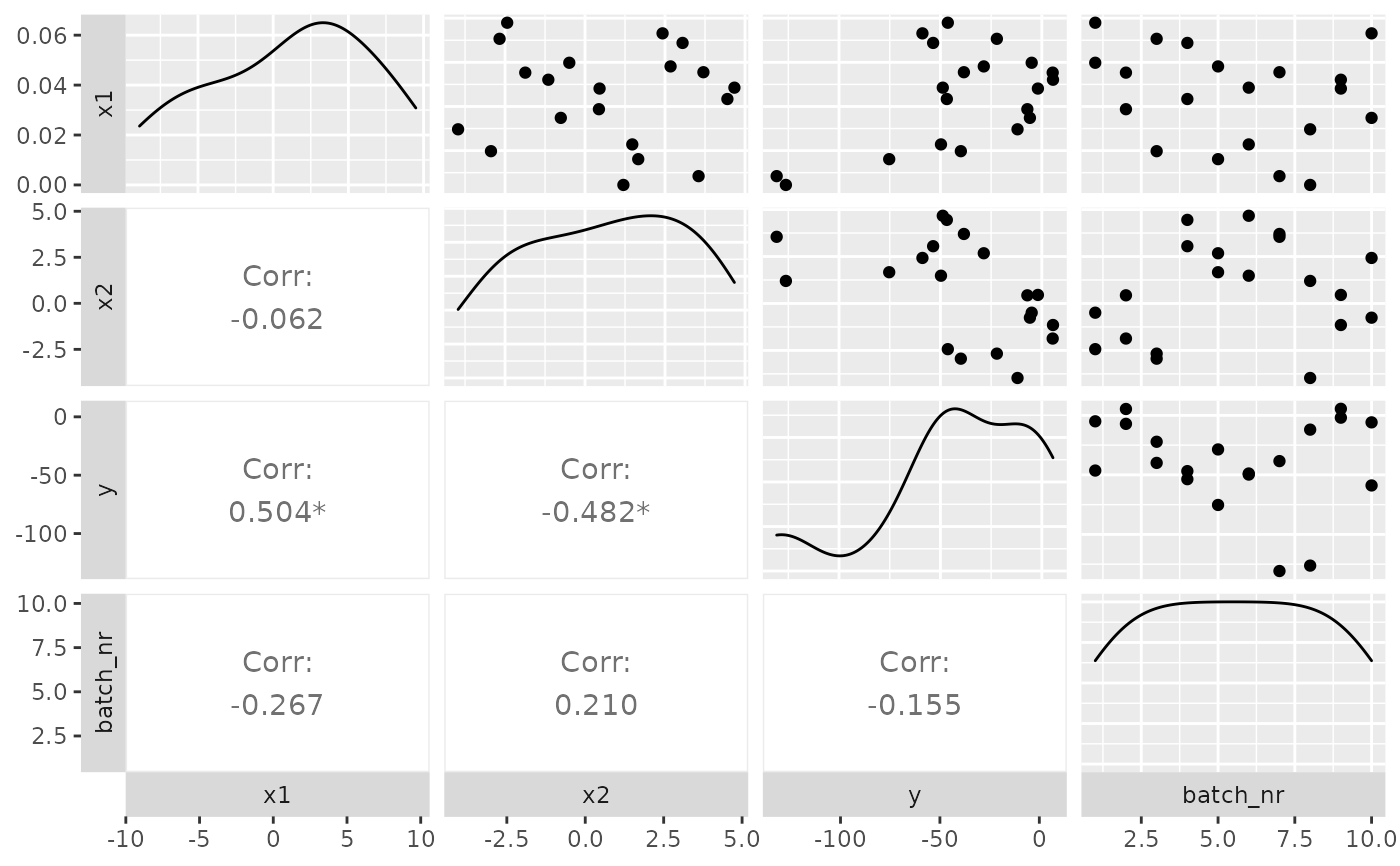 0.06
0.04
0.02
0.00
x1
5.0
2.5
0.0
-2.5
x2
Corr:
-0.062
0
-50
-100
y
Corr:
0.504*
Corr:
-0.482*
10.0
7.5
5.0
2.5
batch_nr
Corr:
-0.267
Corr:
0.210
Corr:
-0.155
x1 x2 y batch_nr
-10 -5 0 5 10 -2.5 0.0 2.5 5.0 -100 -50 0 2.5 5.0 7.5 10.0